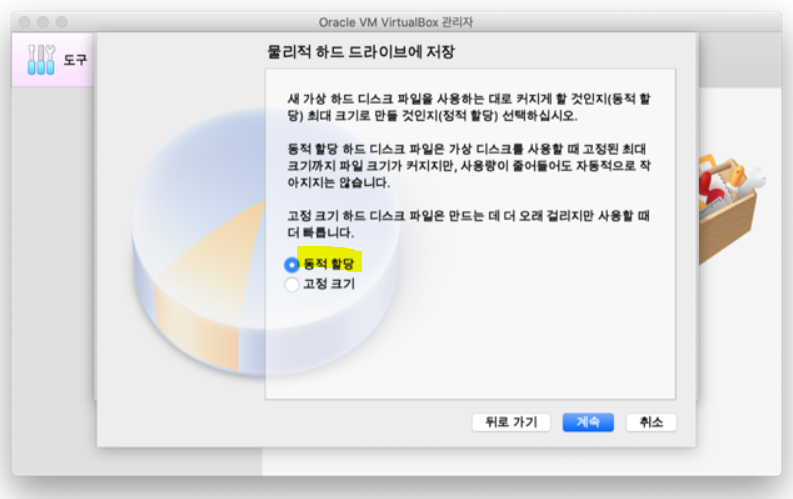 Oracle VM VirtualBox 관리자
도구
물리적 하드 드라이브에 저장
새 가상 하드 디스크 파일을 사용하는 대로 커지게 할 것인지(동적 할
당) 최대 크기로 만들 것인지(정적 할당) 선택하십시오.
동적 할당 하드 디스크 파일은 가상 디스크를 사용할 때 고정된 최대
크기까지 파일 크기가 커지지만, 사용량이 줄어들어도 자동적으로 작
아지지는 않습니다.
고정 크기 하드 디스크 파일은 만드는 데 더 오래 걸리지만 사용할 때
더 빠릅니다.
동적 할당
고정 크기
뒤로 가기 계속 취소